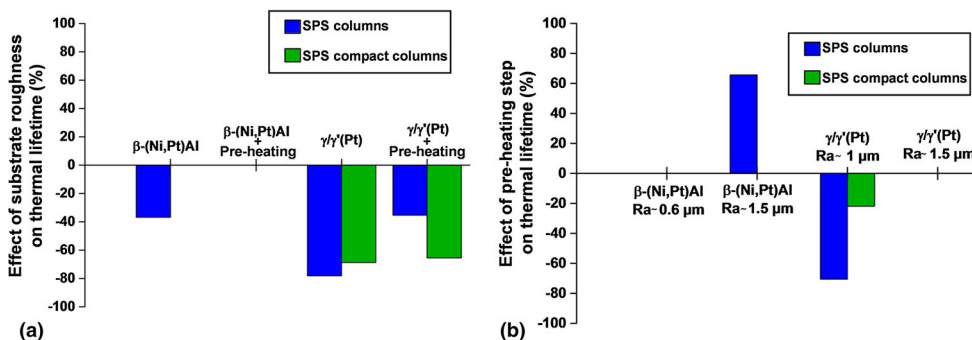 Effect of substrate roughness
on thermal lifetime (%)
100
80
60
40
20
0
-20
-40
-60
-80
-100
SPS columns
SPS compact columns
β-(Ni,Pt)Al
β-(Ni,Pt)Al
+
Pre-heating
γ/γ'(Pt)
γ/γ'(Pt)
+
Pre-heating
(a)
Effect of pre-heating step
on thermal lifetime (%)
100
80
60
40
20
0
-20
-40
-60
-80
-100
SPS columns
SPS compact columns
β-(Ni,Pt)Al
Ra~0.6 µm
β-(Ni,Pt)Al
Ra~1.5 µm
γ/γ'(Pt)
Ra~ 1 µm
γ/γ'(Pt)
Ra~1.5 µm
(b)